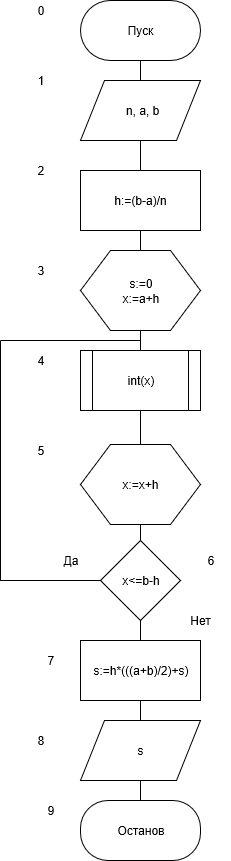 0
Пуск
1
n, a, b
2
h:=(b-a)/n
3
s:=0
x:=a+h
4
int(x)
5
x:=x+h
Да
6
x<=b-h
Нет
7
s:=h*(((a+b)/2)+s)
8
s
9
Останов